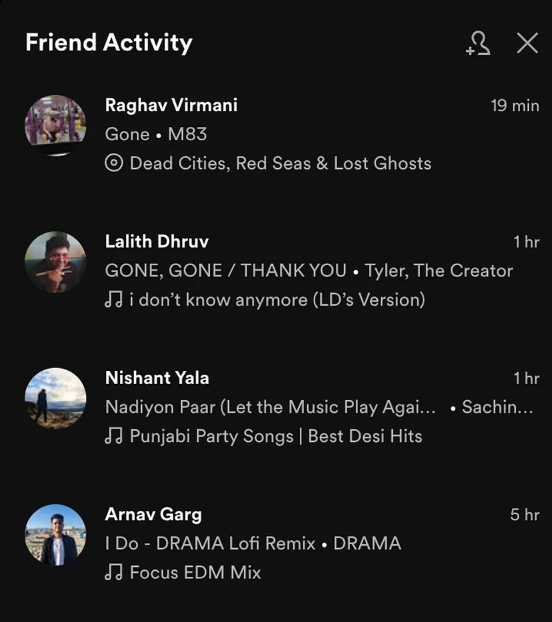 Friend Activity
Raghav Virmani 19 min
Gone • M83
Dead Cities, Red Seas & Lost Ghosts
Lalith Dhruv 1 hr
GONE, GONE / THANK YOU • Tyler, The Creator
i don’t know anymore (LD’s Version)
Nishant Yala 1 hr
Nadiyon Paar (Let the Music Play Agai... • Sachin...
Punjabi Party Songs | Best Desi Hits
Arnav Garg 5 hr
I Do - DRAMA Lofi Remix • DRAMA
Focus EDM Mix